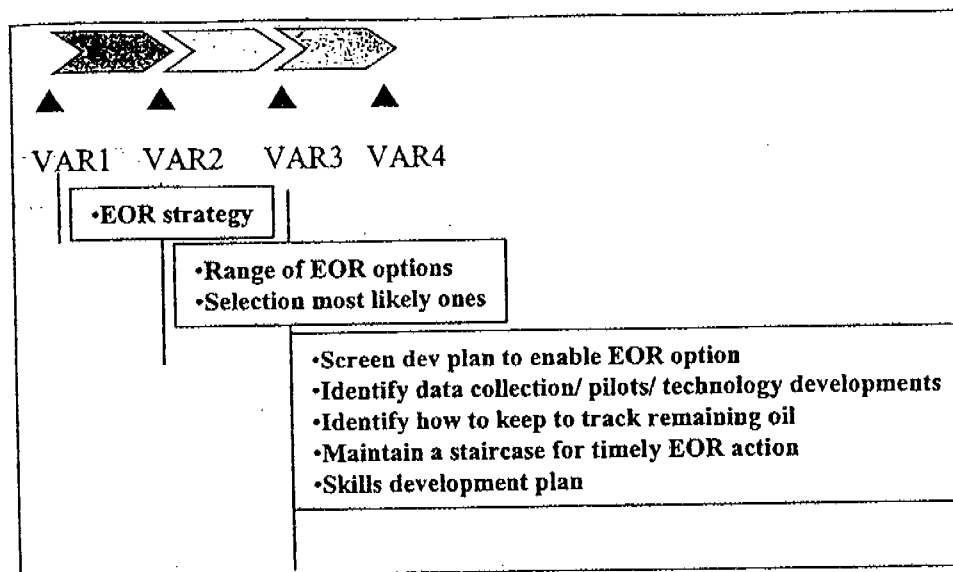 VAR1 VAR2 VAR3 VAR4
•EOR strategy
•Range of EOR options
•Selection most likely ones
•Screen dev plan to enable EOR option
•Identify data collection/ pilots/ technology developments
•Identify how to keep to track remaining oil
•Maintain a staircase for timely EOR action
•Skills development plan